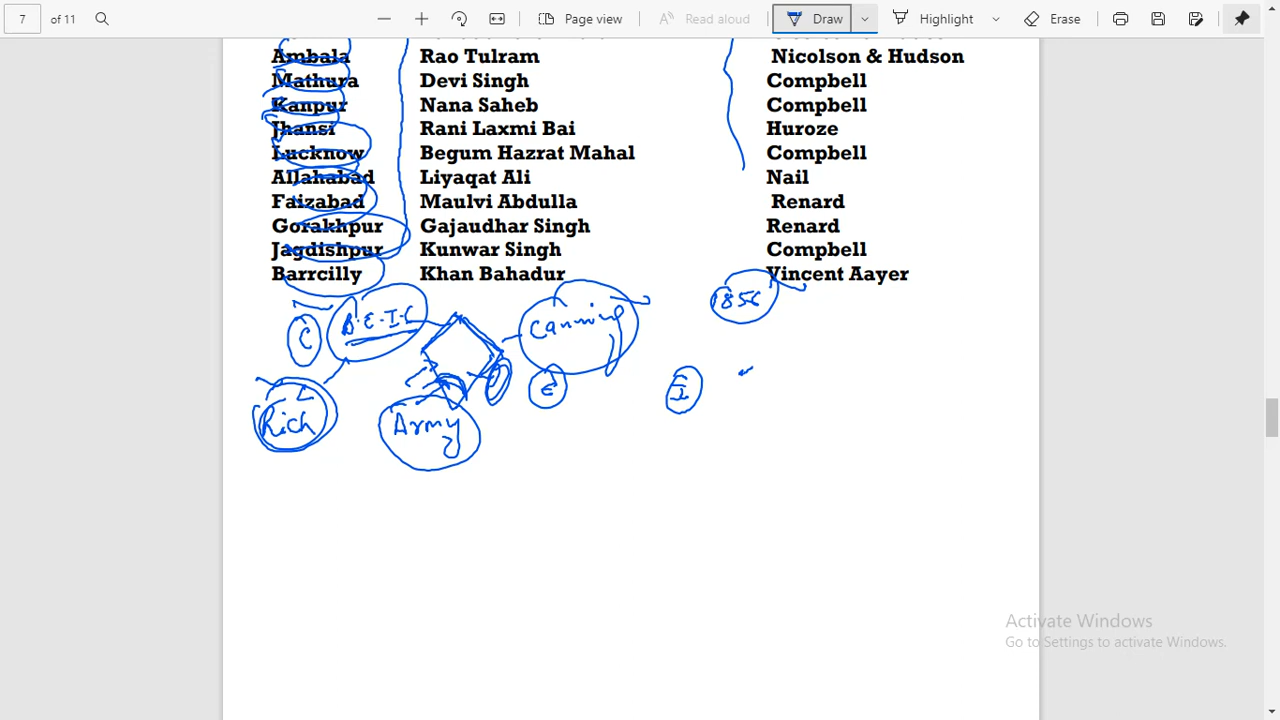 7 of 11 Page view Read aloud Draw Highlight Erase
Ambala Rao Tulram Nicolson & Hudson
Mathura Devi Singh Compbell
Kanpur Nana Saheb Compbell
Jhansi Rani Laxmi Bai Huroze
Lucknow Begum Hazrat Mahal Compbell
Allahabad Liyaqat Ali Nail
Faizabad Maulvi Abdulla Renard
Gorakhpur Gajaudhar Singh Renard
Jagdishpur Kunwar Singh Compbell
Barrcilly Khan Bahadur Vincent Aayer
C B.E.I.C Canning 1856
E I
Rich Army
Activate Windows
Go to Settings to activate Windows.